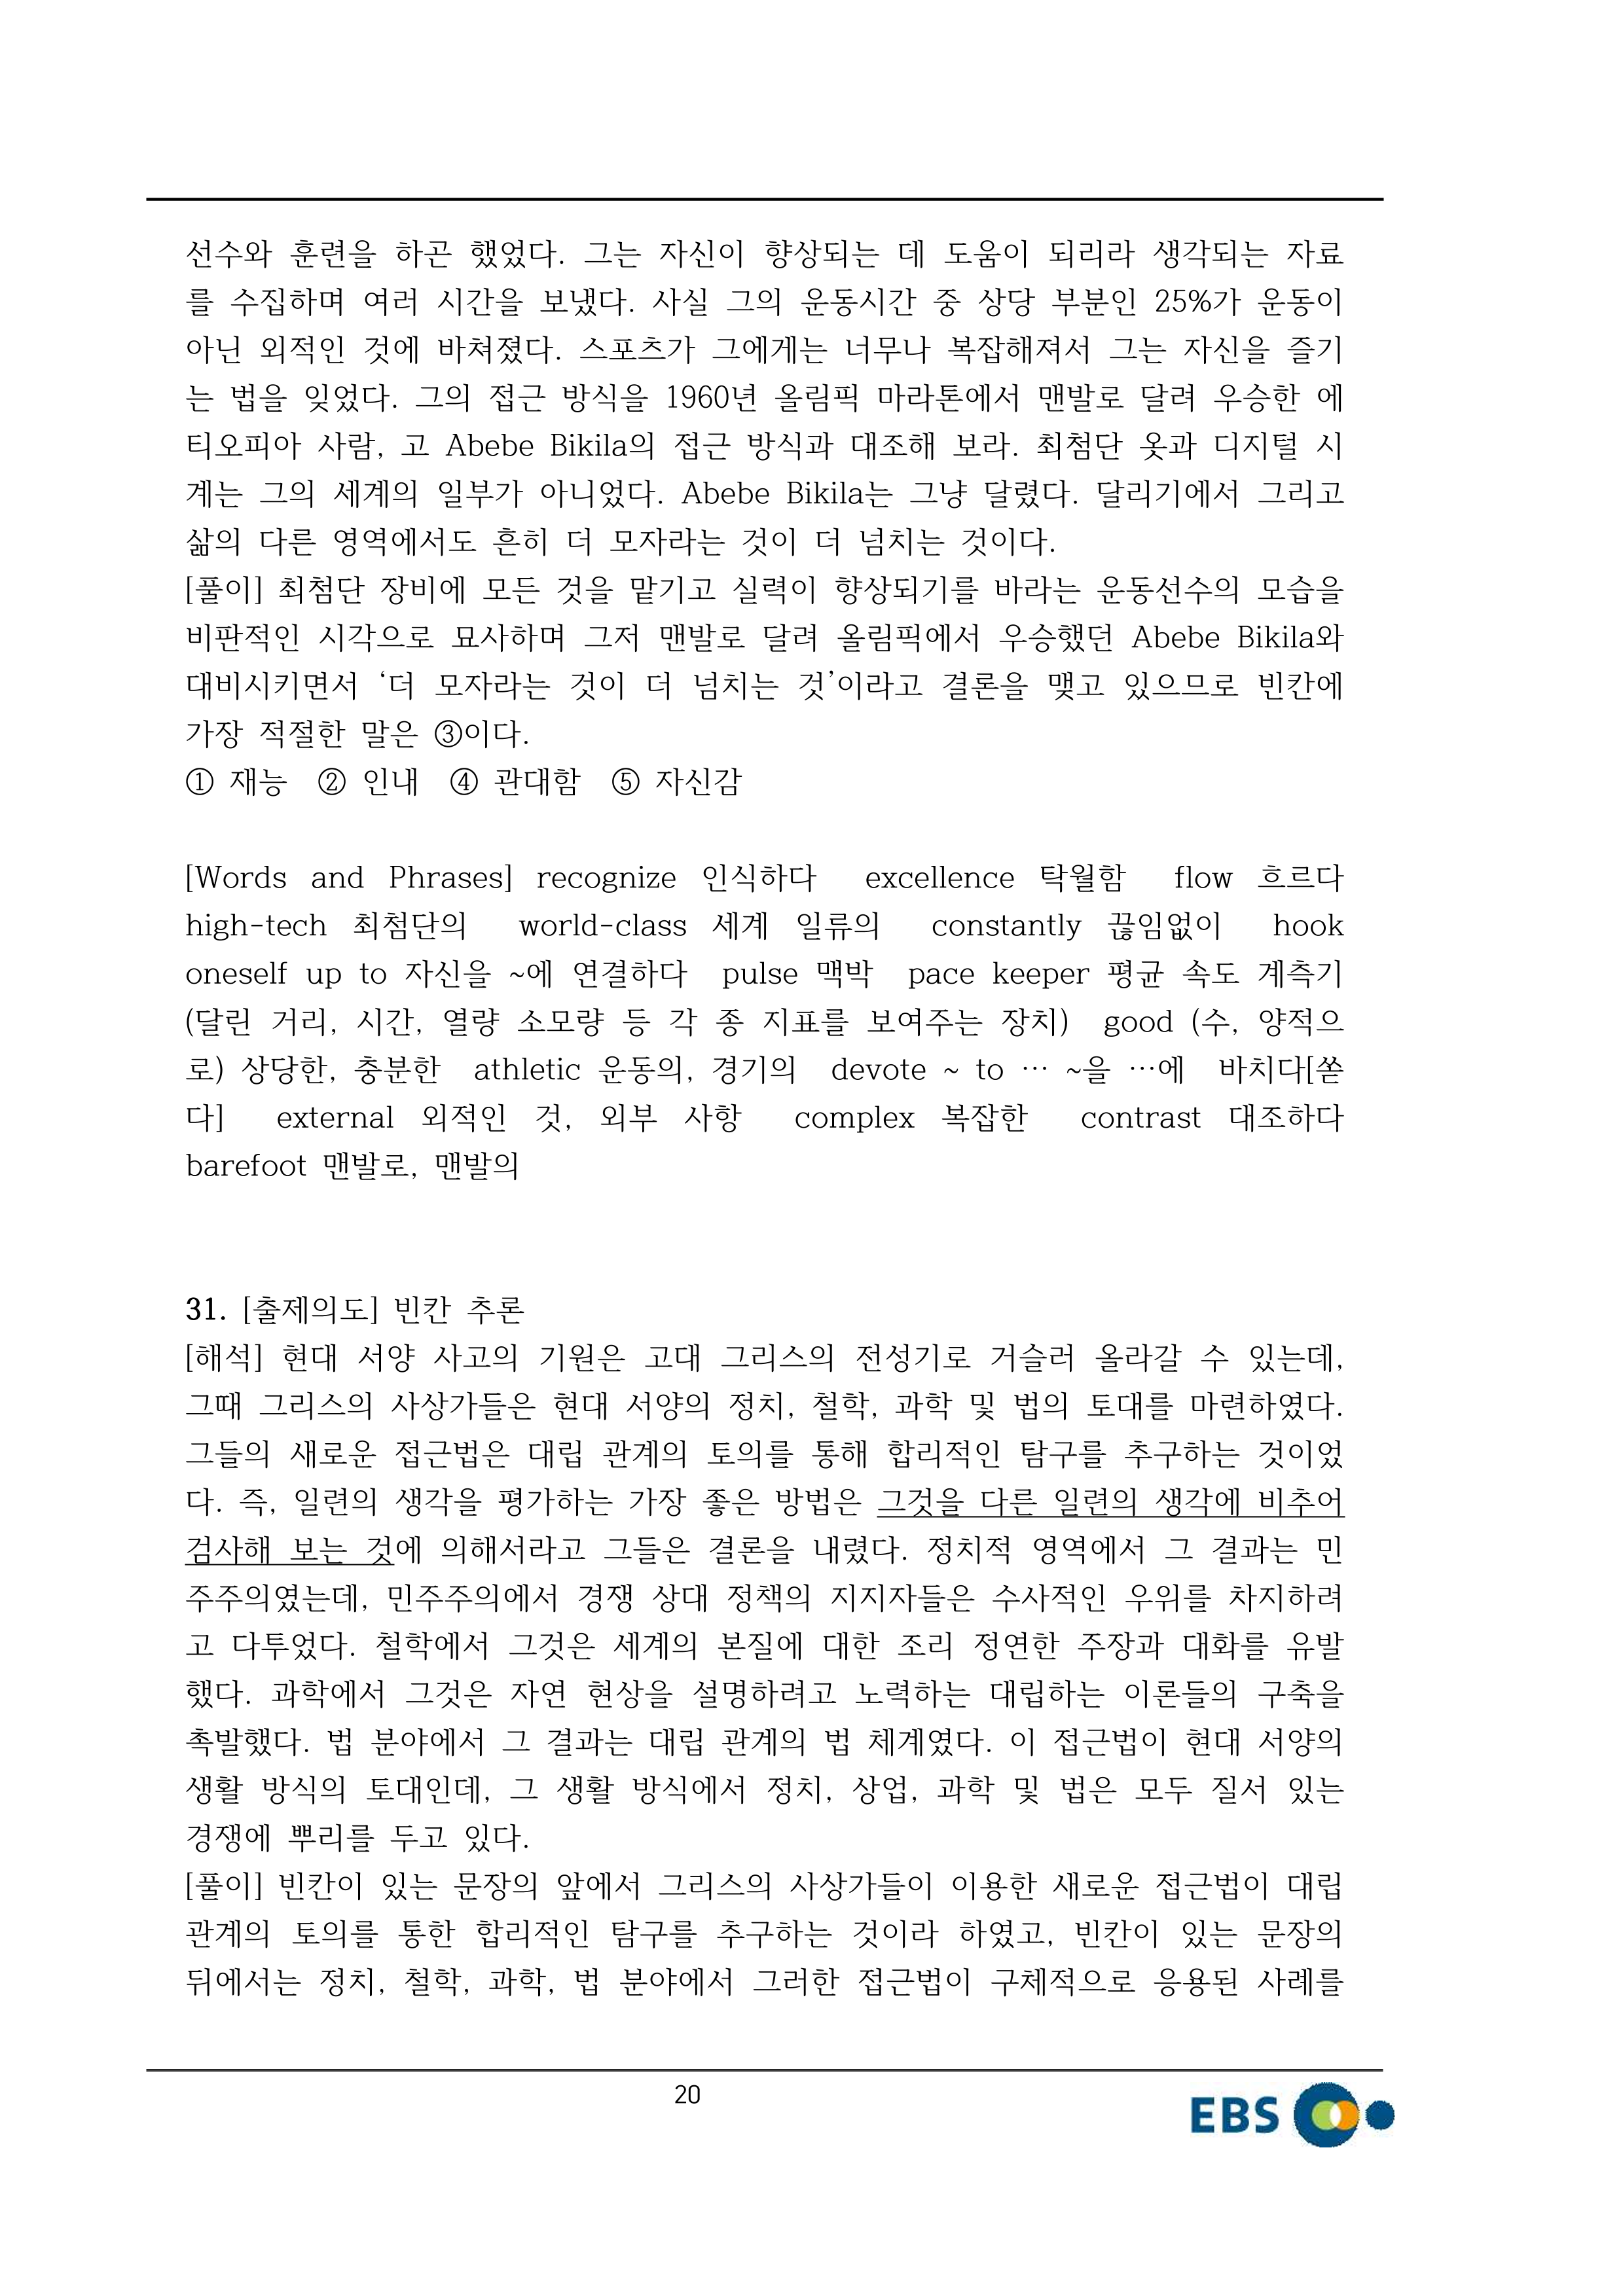 선수와 훈련을 하곤 했었다. 그는 자신이 향상되는 데 도움이 되리라 생각되는 자료
를 수집하며 여러 시간을 보냈다. 사실 그의 운동시간 중 상당 부분인 25%가 운동이
아닌 외적인 것에 바쳐졌다. 스포츠가 그에게는 너무나 복잡해져서 그는 자신을 즐기
는 법을 잊었다. 그의 접근 방식을 1960년 올림픽 마라톤에서 맨발로 달려 우승한 에
티오피아 사람, 고 Abebe Bikila의 접근 방식과 대조해 보라. 최첨단 옷과 디지털 시
계는 그의 세계의 일부가 아니었다. Abebe Bikila는 그냥 달렸다. 달리기에서 그리고
삶의 다른 영역에서도 흔히 더 모자라는 것이 더 넘치는 것이다.
[풀이] 최첨단 장비에 모든 것을 맡기고 실력이 향상되기를 바라는 운동선수의 모습을
비판적인 시각으로 묘사하며 그저 맨발로 달려 올림픽에서 우승했던 Abebe Bikila와
대비시키면서 ‘더 모자라는 것이 더 넘치는 것’이라고 결론을 맺고 있으므로 빈칸에
가장 적절한 말은 ③이다.
① 재능 ② 인내 ④ 관대함 ⑤ 자신감
[Words and Phrases] recognize 인식하다 excellence 탁월함 flow 흐르다
high-tech 최첨단의 world-class 세계 일류의 constantly 끊임없이 hook
oneself up to 자신을 ~에 연결하다 pulse 맥박 pace keeper 평균 속도 계측기
(달린 거리, 시간, 열량 소모량 등 각 종 지표를 보여주는 장치) good (수, 양적으
로) 상당한, 충분한 athletic 운동의, 경기의 devote ~ to … ~을 …에 바치다[쏟
다] external 외적인 것, 외부 사항 complex 복잡한 contrast 대조하다
barefoot 맨발로, 맨발의
31. [출제의도] 빈칸 추론
[해석] 현대 서양 사고의 기원은 고대 그리스의 전성기로 거슬러 올라갈 수 있는데,
그때 그리스의 사상가들은 현대 서양의 정치, 철학, 과학 및 법의 토대를 마련하였다.
그들의 새로운 접근법은 대립 관계의 토의를 통해 합리적인 탐구를 추구하는 것이었
다. 즉, 일련의 생각을 평가하는 가장 좋은 방법은 그것을 다른 일련의 생각에 비추어
검사해 보는 것에 의해서라고 그들은 결론을 내렸다. 정치적 영역에서 그 결과는 민
주주의였는데, 민주주의에서 경쟁 상대 정책의 지지자들은 수사적인 우위를 차지하려
고 다투었다. 철학에서 그것은 세계의 본질에 대한 조리 정연한 주장과 대화를 유발
했다. 과학에서 그것은 자연 현상을 설명하려고 노력하는 대립하는 이론들의 구축을
촉발했다. 법 분야에서 그 결과는 대립 관계의 법 체계였다. 이 접근법이 현대 서양의
생활 방식의 토대인데, 그 생활 방식에서 정치, 상업, 과학 및 법은 모두 질서 있는
경쟁에 뿌리를 두고 있다.
[풀이] 빈칸이 있는 문장의 앞에서 그리스의 사상가들이 이용한 새로운 접근법이 대립
관계의 토의를 통한 합리적인 탐구를 추구하는 것이라 하였고, 빈칸이 있는 문장의
뒤에서는 정치, 철학, 과학, 법 분야에서 그러한 접근법이 구체적으로 응용된 사례를
20
EBS